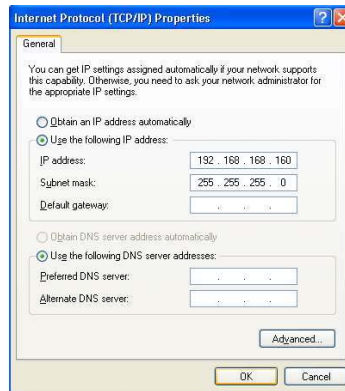 Internet Protocol (TCP/IP) Properties
General
You can get IP settings assigned automatically if your network supports
this capability. Otherwise, you need to ask your network administrator for
the appropriate IP settings.
Obtain an IP address automatically
Use the following IP address:
IP address: 192 . 168 . 168 . 160
Subnet mask: 255 . 255 . 255 . 0
Default gateway: . . .
Obtain DNS server address automatically
Use the following DNS server addresses:
Preferred DNS server: . . .
Alternate DNS server: . . .
Advanced...
OK Cancel